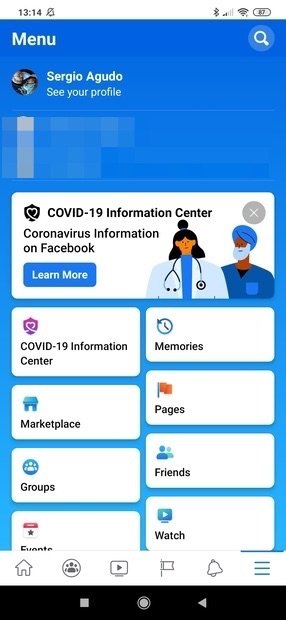 13:14
87
Menu
Sergio Agudo
See your profile
COVID-19 Information Center
Coronavirus Information
on Facebook
Learn More
COVID-19 Information
Center
Memories
Marketplace
Pages
Groups
Friends
Events
Watch